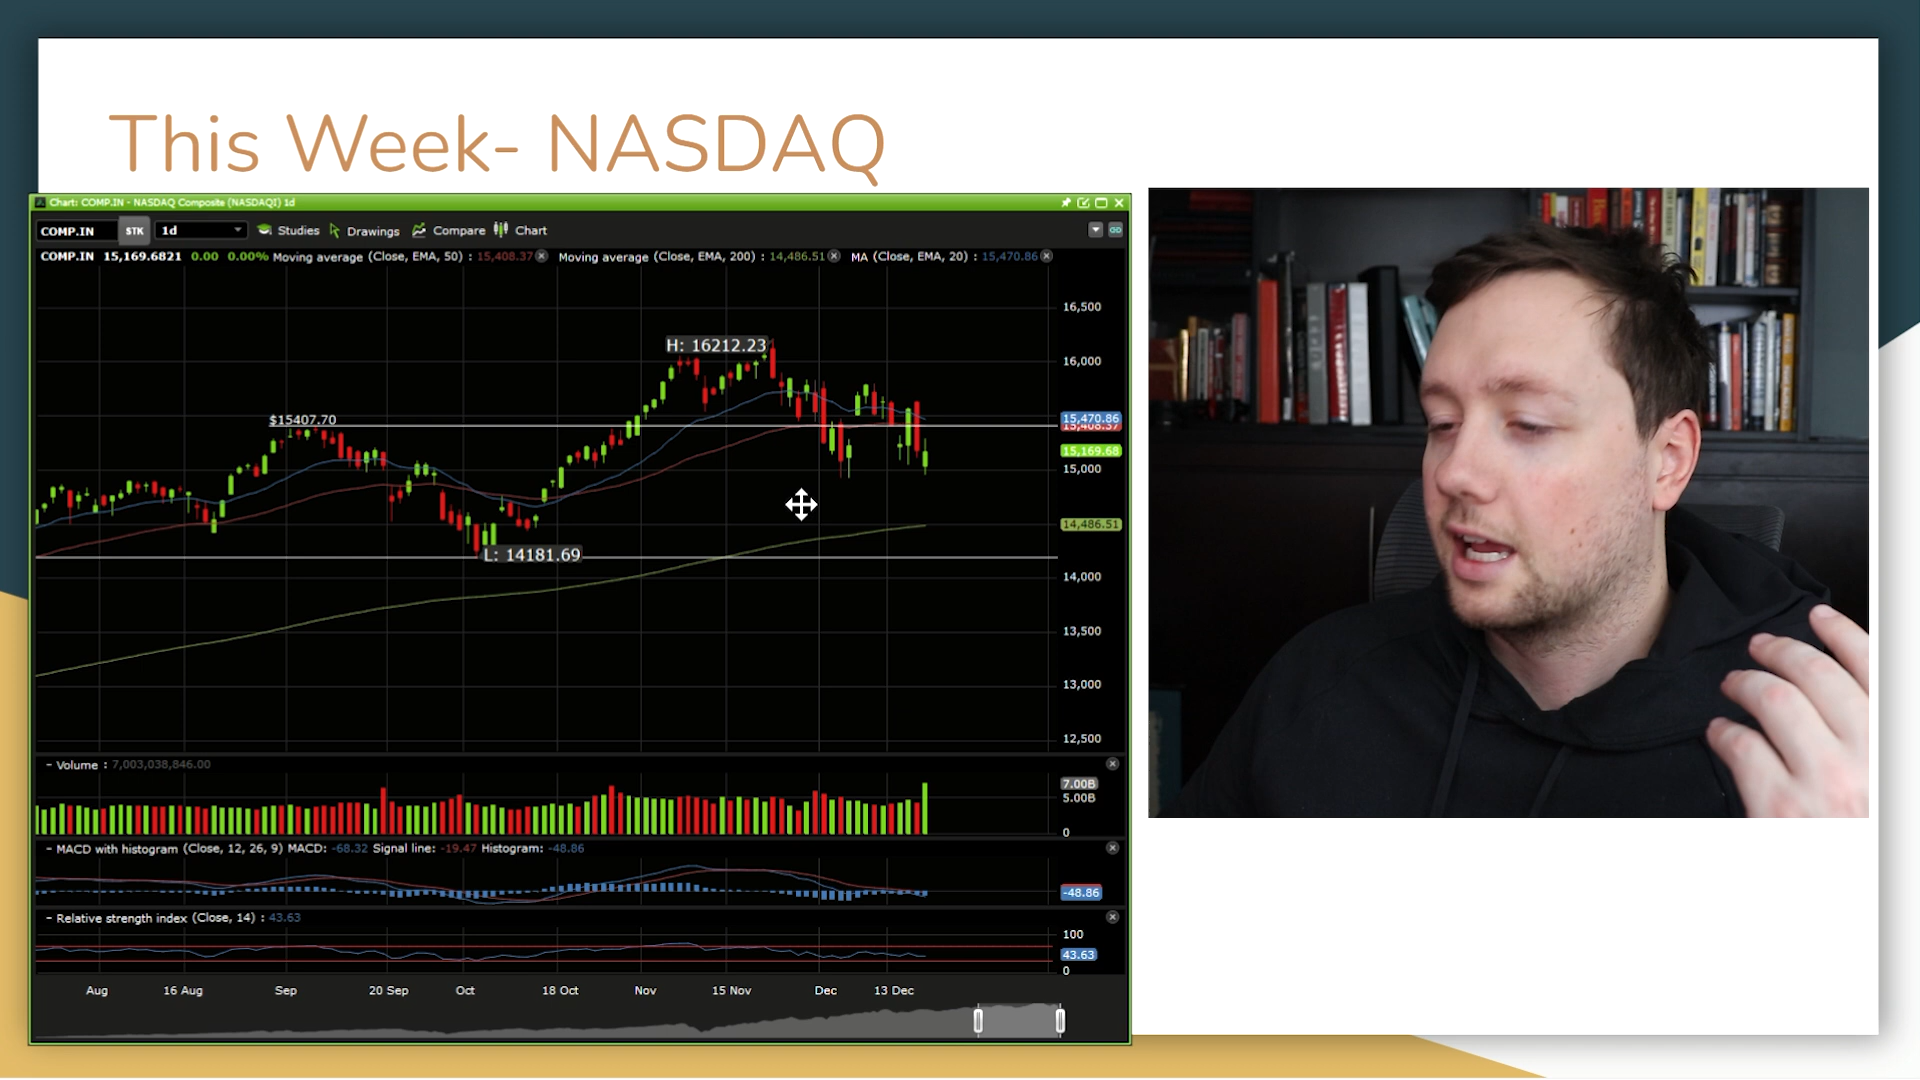 This Week- NASDAQ
Chart: COMP.IN - NASDAQ Composite (NASDAQI) 1d
COMP.IN STK 1d Studies Drawings Compare Chart
COMP.IN 15,169.6821 0.00 0.00% Moving average (Close, EMA, 50) : 15,408.37 Moving average (Close, EMA, 200) : 14,486.51 MA (Close, EMA, 20) : 15,470.86
16,500
H: 16212.23
16,000
$15407.70
15,470.86
15,408.37
15,169.68
15,000
14,486.51
L: 14181.69
14,000
13,500
13,000
12,500
- Volume : 7,003,038,846.00
7.00B
5.00B
0
- MACD with histogram (Close, 12, 26, 9) MACD: -68.32 Signal line: -19.47 Histogram: -48.86
-48.86
- Relative strength index (Close, 14) : 43.63
100
43.63
0
Aug 16 Aug Sep 20 Sep Oct 18 Oct Nov 15 Nov Dec 13 Dec